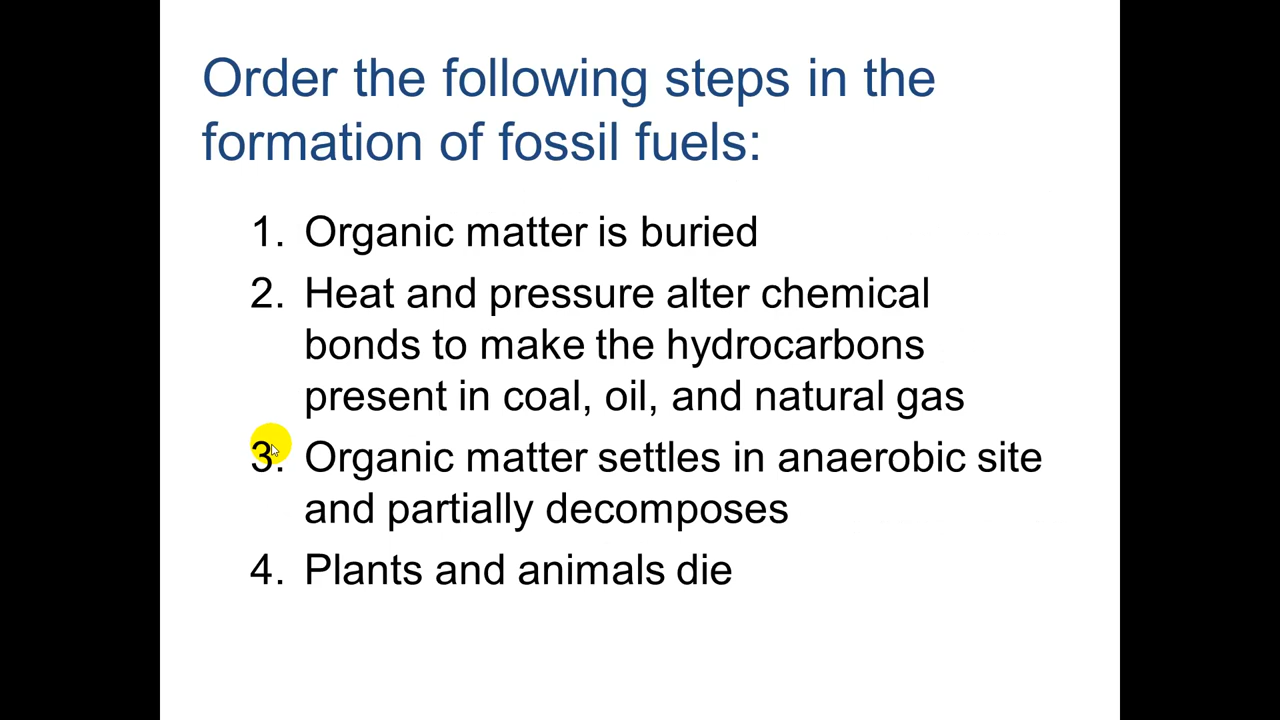 Order the following steps in the
formation of fossil fuels:
1. Organic matter is buried
2. Heat and pressure alter chemical
bonds to make the hydrocarbons
present in coal, oil, and natural gas
3. Organic matter settles in anaerobic site
and partially decomposes
4. Plants and animals die